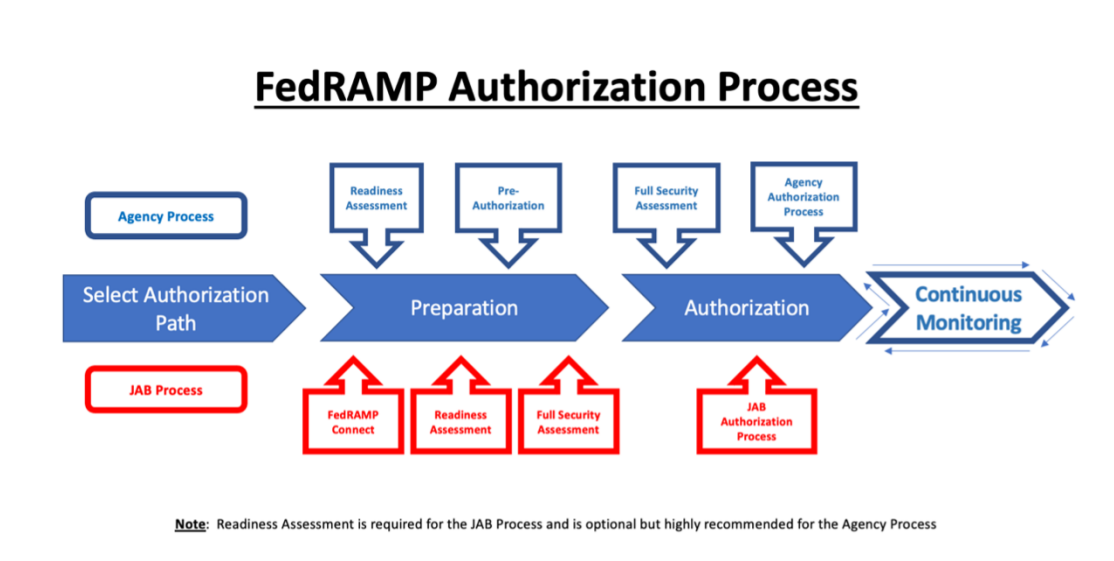 FedRAMP Authorization Process
Agency Process
Readiness
Assessment
Pre-
Authorization
Full Security
Assessment
Agency
Authorization
Process
Select Authorization
Path
Preparation
Authorization
Continuous
Monitoring
JAB Process
FedRAMP
Connect
Readiness
Assessment
Full Security
Assessment
JAB
Authorization
Process
Note: Readiness Assessment is required for the JAB Process and is optional but highly recommended for the Agency Process